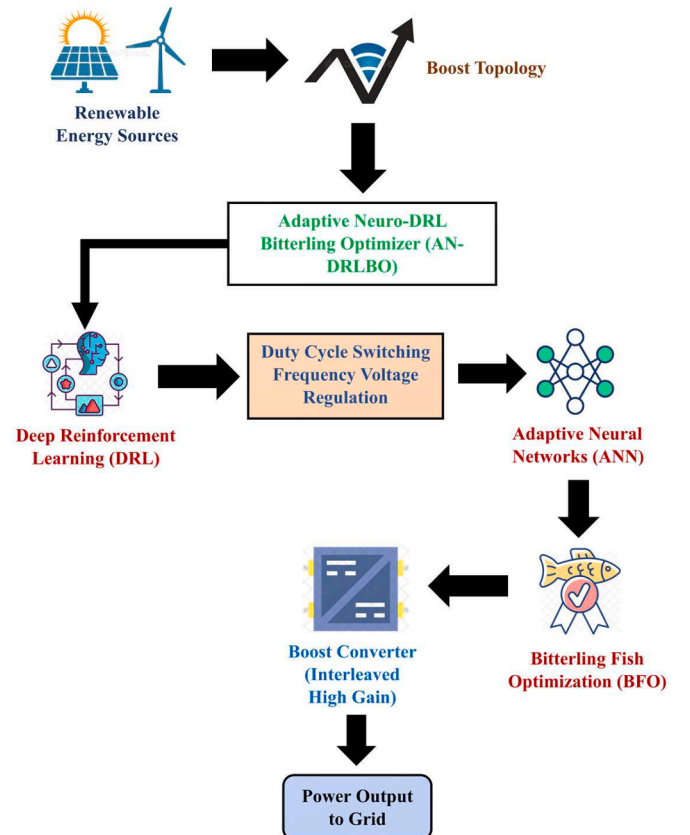 Renewable
Energy Sources
Boost Topology
Adaptive Neuro-DRL
Bitterling Optimizer (AN-
DRLBO)
Deep Reinforcement
Learning (DRL)
Duty Cycle Switching
Frequency Voltage
Regulation
Adaptive Neural
Networks (ANN)
Bitterling Fish
Optimization (BFO)
Boost Converter
(Interleaved
High Gain)
Power Output
to Grid